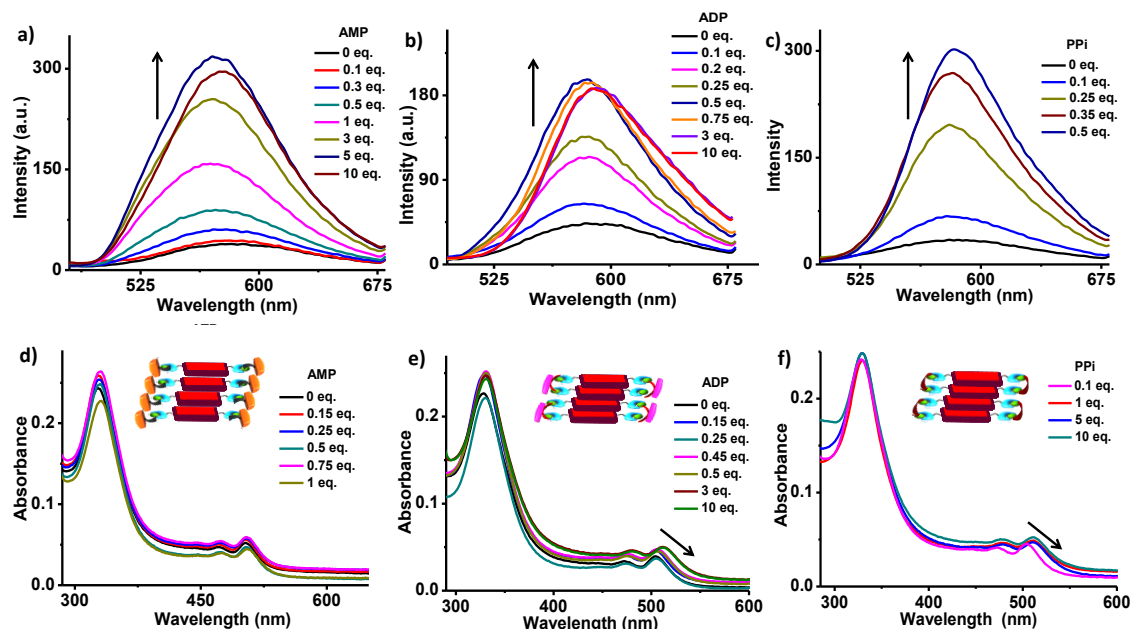 a)
AMP
0 eq.
0.1 eq.
0.3 eq.
0.5 eq.
1 eq.
3 eq.
5 eq.
10 eq.
300
150
0
Intensity (a.u.)
525
600
675
Wavelength (nm)
b)
ADP
0 eq.
0.1 eq.
0.2 eq.
0.25 eq.
0.5 eq.
0.75 eq.
3 eq.
10 eq.
180
90
0
Intensity (a.u.)
525
600
675
Wavelength (nm)
c)
PPi
0 eq.
0.1 eq.
0.25 eq.
0.35 eq.
0.5 eq.
300
150
0
Intensity
525
600
675
Wavelength (nm)
d)
AMP
0 eq.
0.15 eq.
0.25 eq.
0.5 eq.
0.75 eq.
1 eq.
0.2
0.1
0.0
Absorbance
300
450
600
Wavelength (nm)
e)
ADP
0 eq.
0.15 eq.
0.25 eq.
0.45 eq.
0.5 eq.
3 eq.
10 eq.
0.2
0.1
0.0
Absorbance
300
400
500
600
Wavelength (nm)
f)
PPi
0.1 eq.
1 eq.
5 eq.
10 eq.
0.2
0.1
0.0
Absorbance
300
400
500
600
Wavelength (nm)